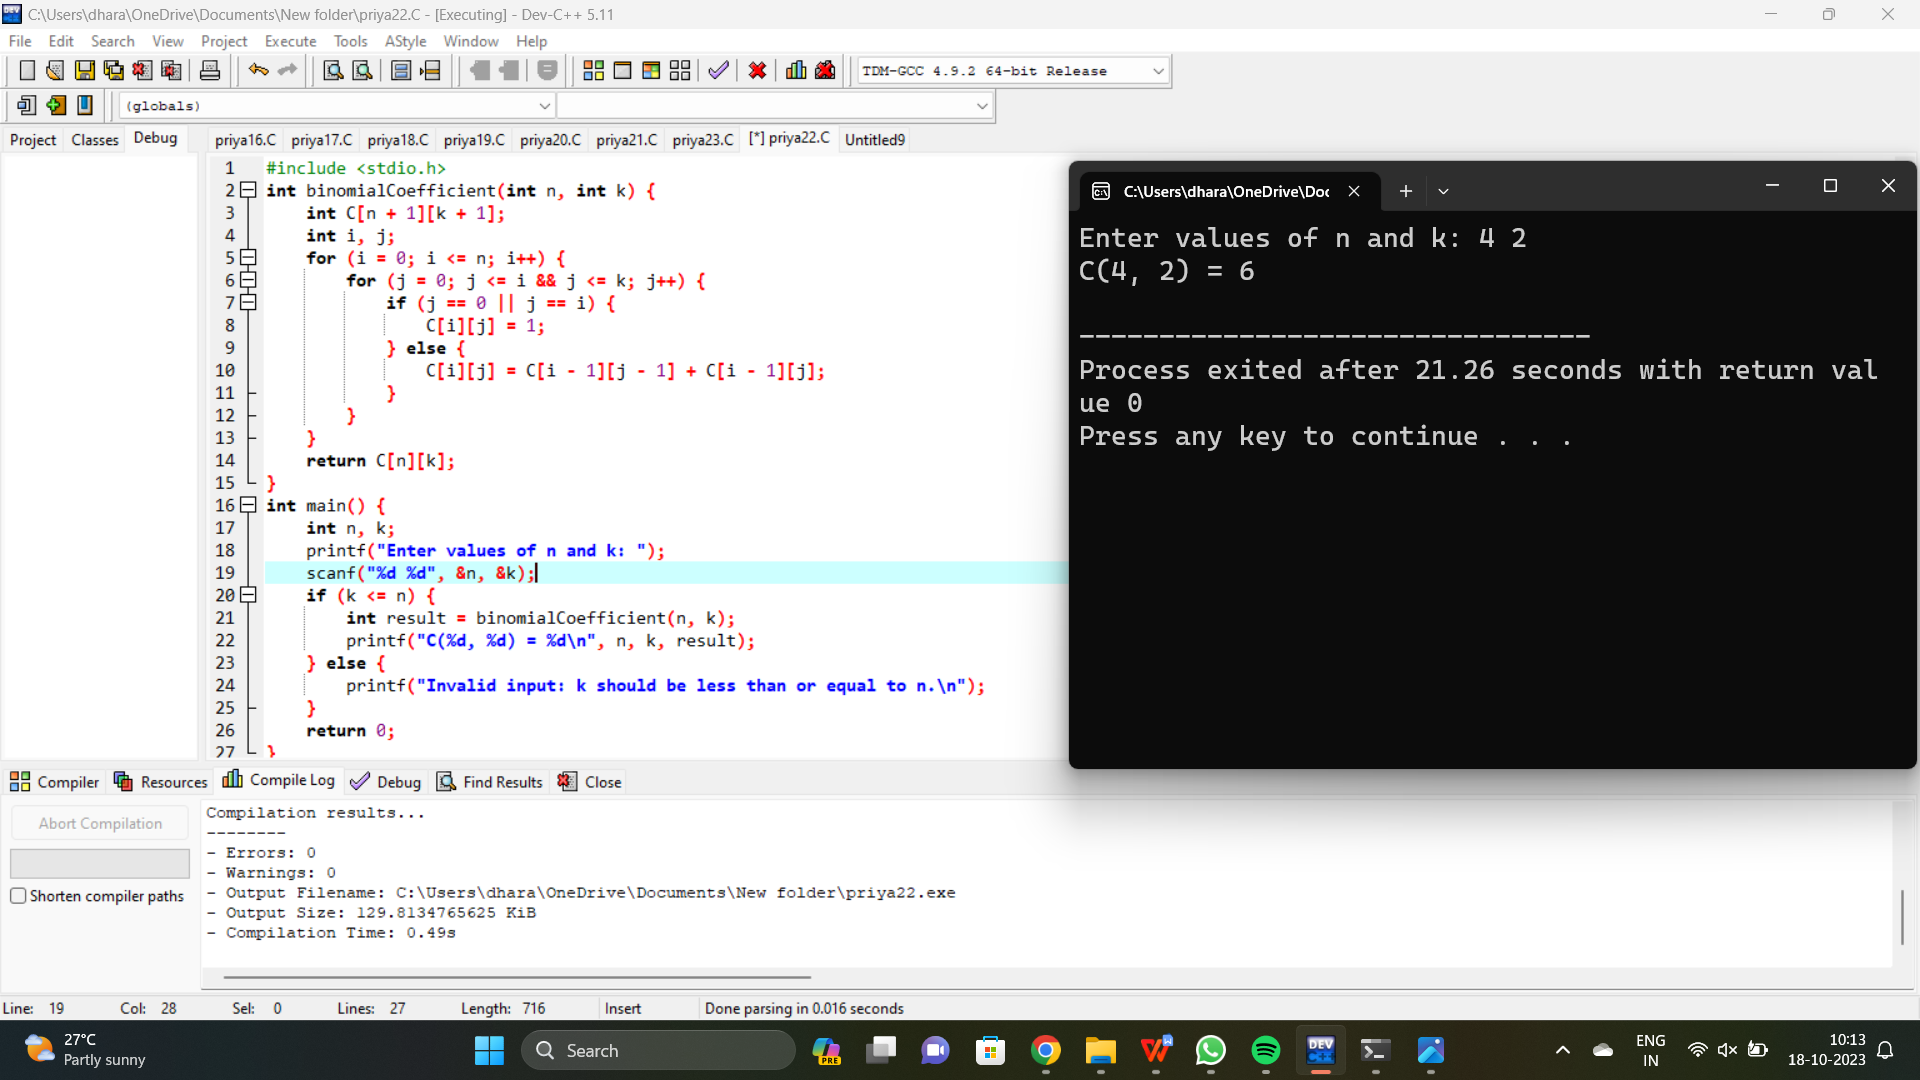 C:\Users\dhara\OneDrive\Documents\New folder\priya22.C - [Executing] - Dev-C++ 5.11
File Edit Search View Project Execute Tools AStyle Window Help
TDM-GCC 4.9.2 64-bit Release
(globals)
Project Classes Debug priya16.C priya17.C priya18.C priya19.C priya20.C priya21.C priya23.C [*] priya22.C Untitled9
1 #include <stdio.h>
2 int binomialCoefficient(int n, int k) {
3 int C[n + 1][k + 1];
4 int i, j;
5 for (i = 0; i <= n; i++) {
6 for (j = 0; j <= i && j <= k; j++) {
7 if (j == 0 || j == i) {
8 C[i][j] = 1;
9 } else {
10 C[i][j] = C[i - 1][j - 1] + C[i - 1][j];
11 }
12 }
13 }
14 return C[n][k];
15 }
16 int main() {
17 int n, k;
18 printf("Enter values of n and k: ");
19 scanf("%d %d", &n, &k);
20 if (k <= n) {
21 int result = binomialCoefficient(n, k);
22 printf("C(%d, %d) = %d\n", n, k, result);
23 } else {
24 printf("Invalid input: k should be less than or equal to n.\n");
25 }
26 return 0;
27 }
C:\Users\dhara\OneDrive\Doc
Enter values of n and k: 4 2
C(4, 2) = 6
--------------------------------
Process exited after 21.26 seconds with return val
ue 0
Press any key to continue . . .
Compiler Resources Compile Log Debug Find Results Close
Abort Compilation
Shorten compiler paths
Compilation results...
--------
- Errors: 0
- Warnings: 0
- Output Filename: C:\Users\dhara\OneDrive\Documents\New folder\priya22.exe
- Output Size: 129.8134765625 KiB
- Compilation Time: 0.49s
Line: 19 Col: 28 Sel: 0 Lines: 27 Length: 716 Insert Done parsing in 0.016 seconds
27°C
Partly sunny
Search
PRE
DEV
ENG
IN
10:13
18-10-2023